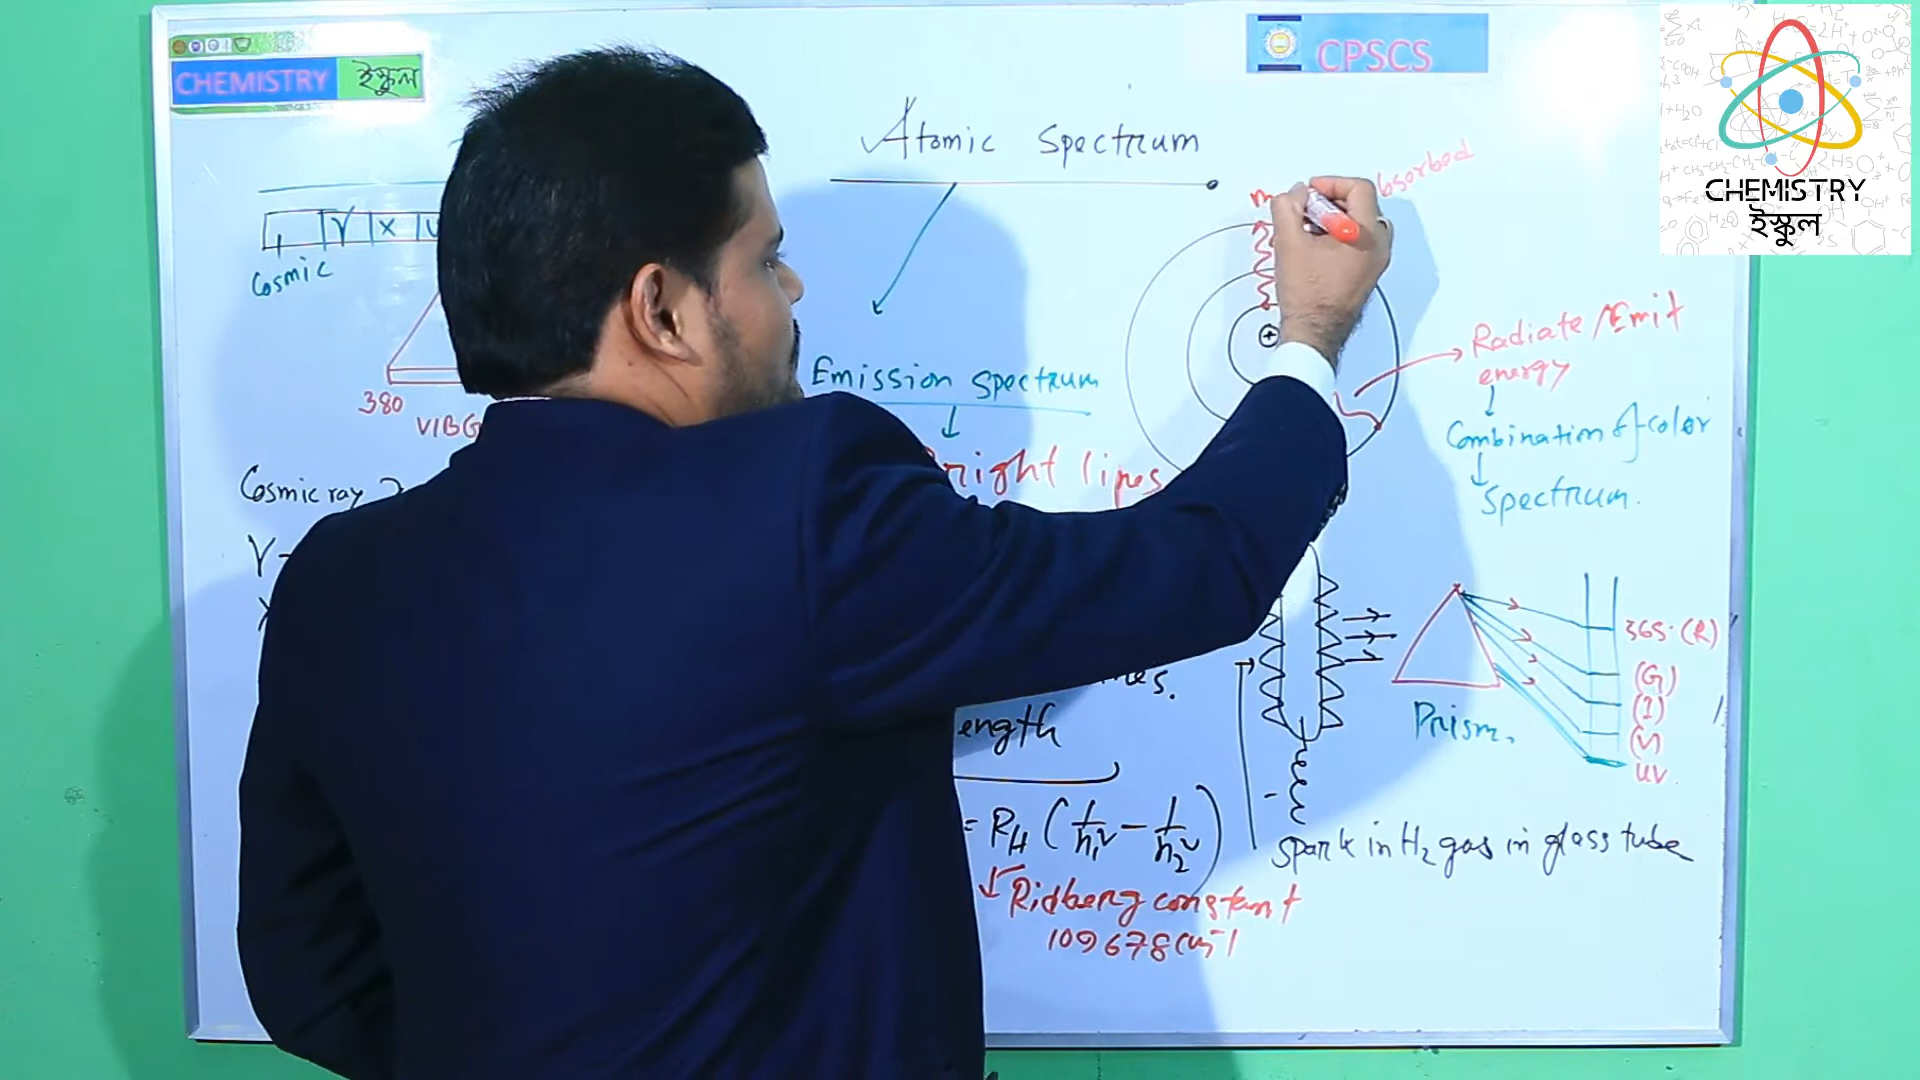 CHEMISTRY ইস্কুল
CPSCS
CHEMISTRY
ইস্কুল
Atomic Spectrum
absorbed
γ X U
Cosmic
380
VIBG
Cosmic ray
γ -
Emission spectrum
Bright lines
Radiate/Emit
energy
Combination of color
Spectrum.
365. (R)
(G)
(I)
(V)
UV
Prism.
ength
= RH (1/n₁² - 1/n₂²)
Spark in H₂ gas in glass tube
Ridberg constant
109678 cm⁻¹